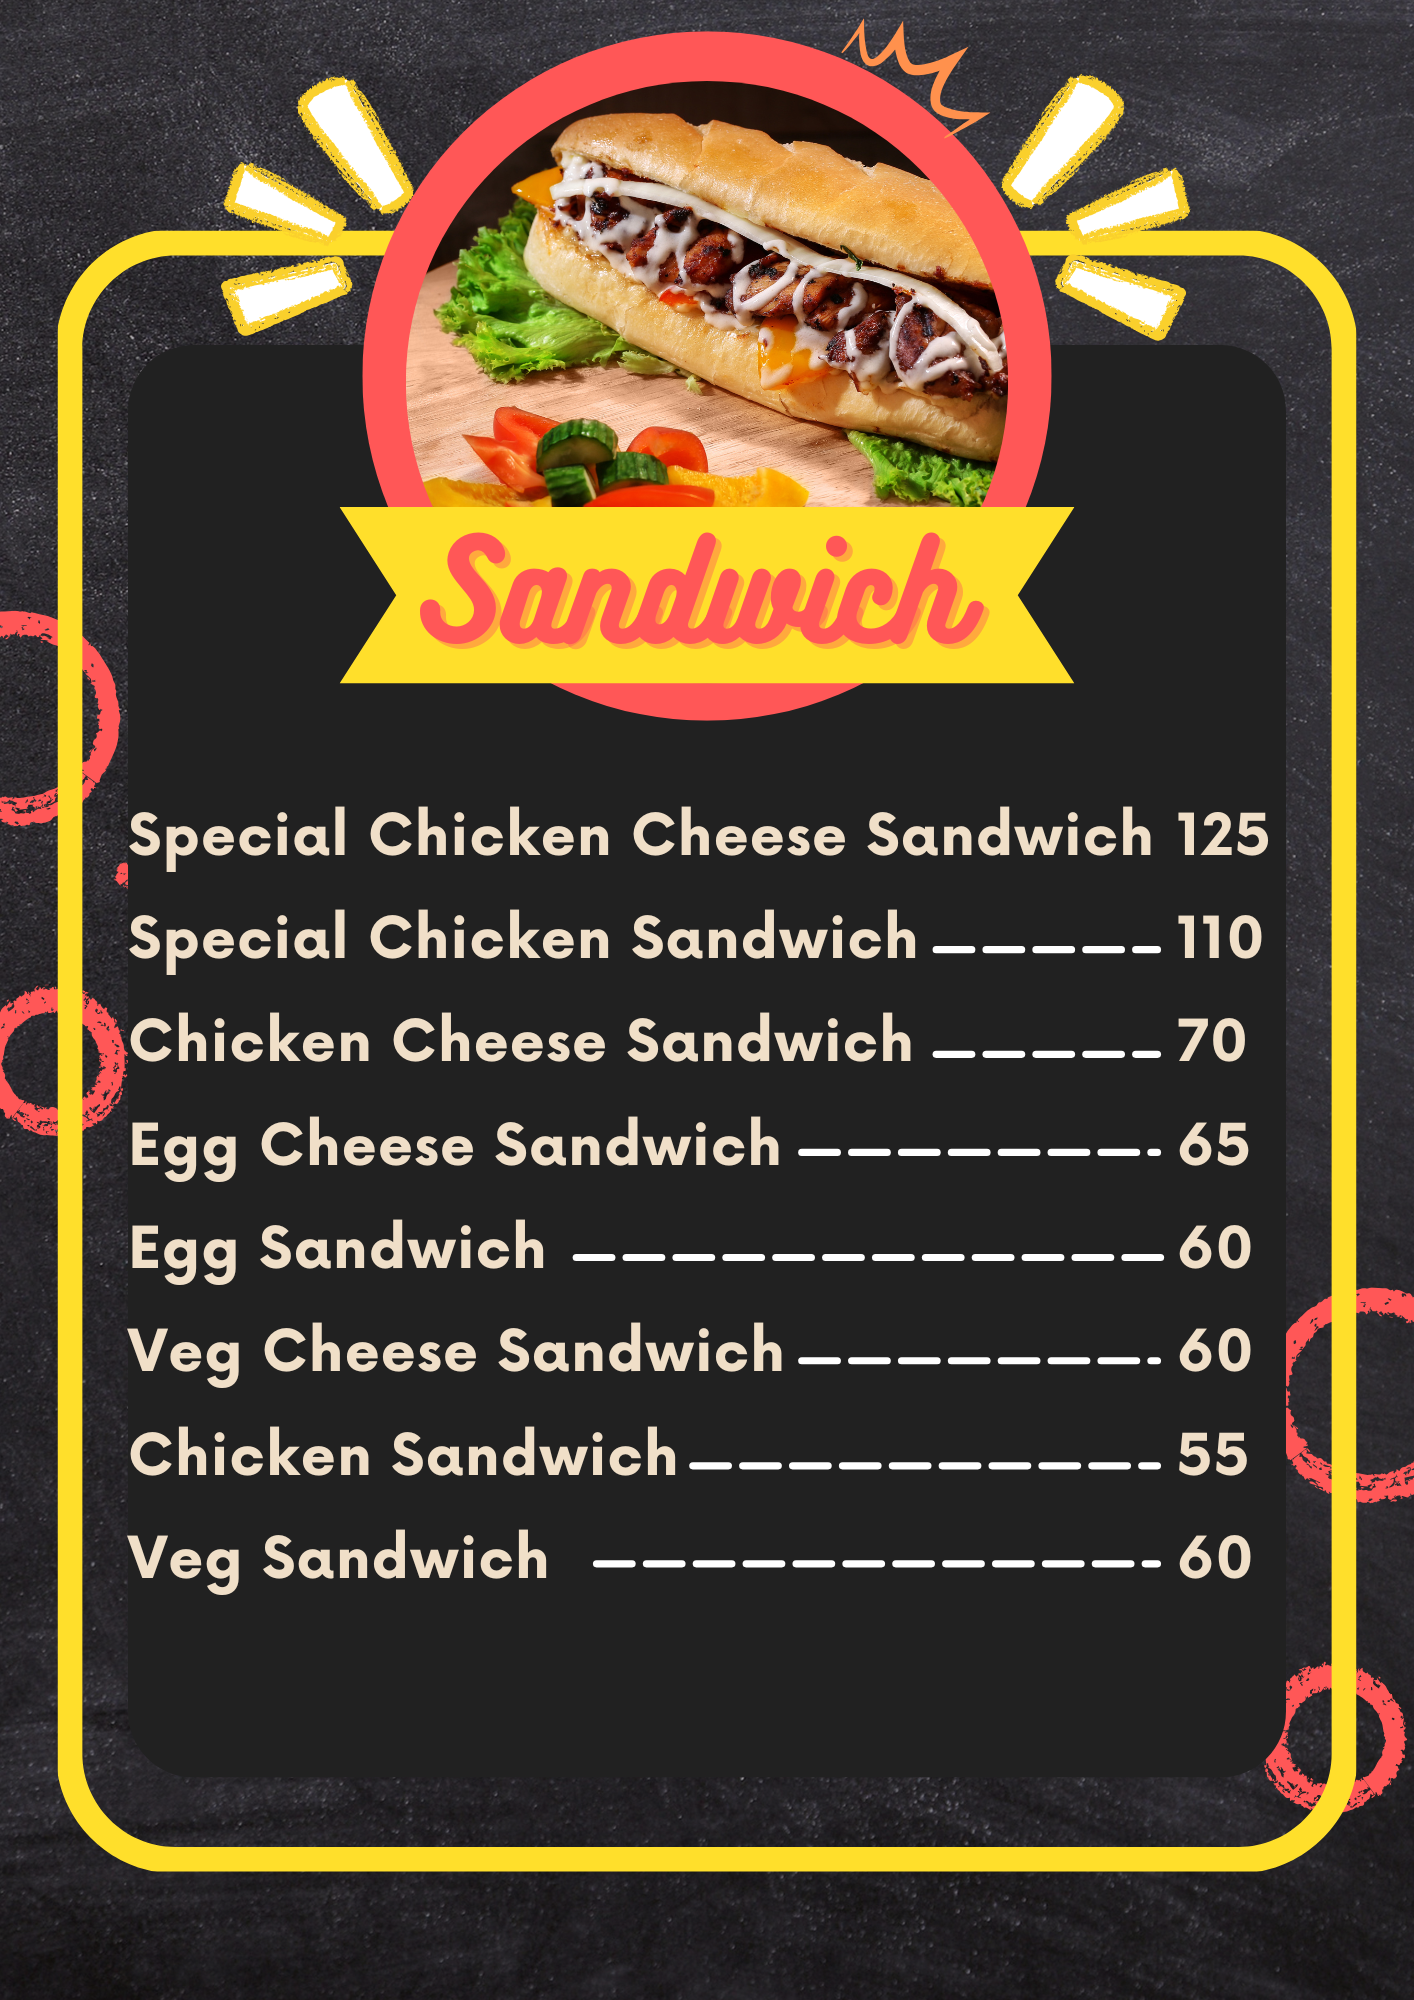 Sandwich
Special Chicken Cheese Sandwich 125
Special Chicken Sandwich 110
Chicken Cheese Sandwich 70
Egg Cheese Sandwich 65
Egg Sandwich 60
Veg Cheese Sandwich 60
Chicken Sandwich 55
Veg Sandwich 60